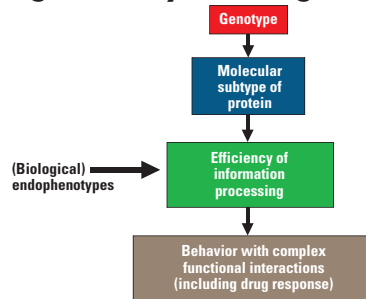 Genotype
Molecular
subtype of
protein
(Biological)
endophenotypes
Efficiency of
information
processing
Behavior with complex
functional interactions
(including drug response)